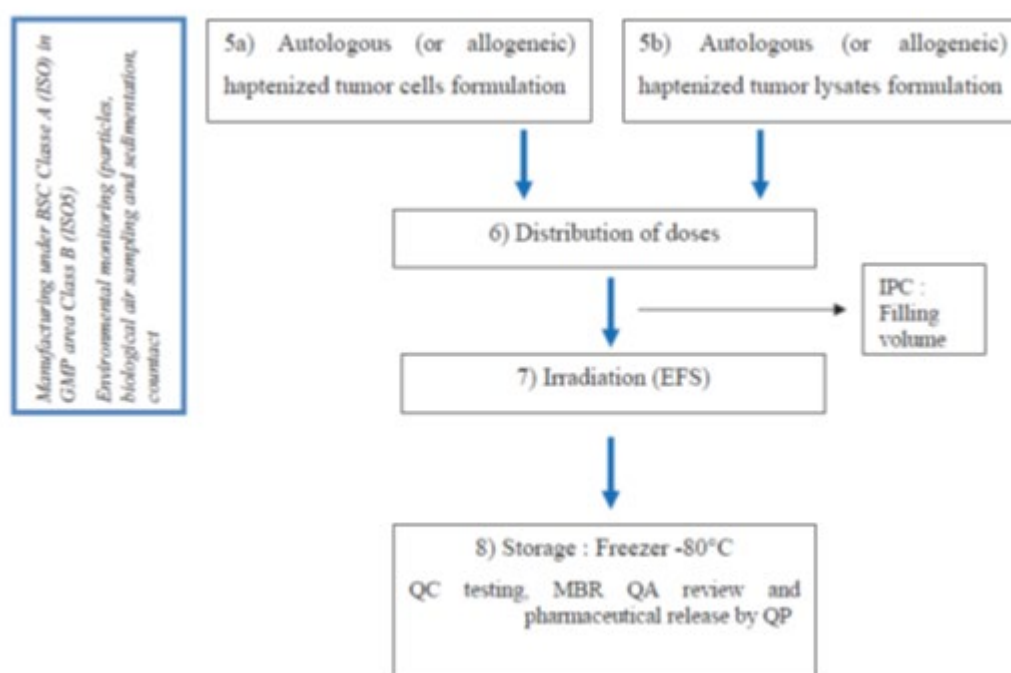 Manufacturing under BSC Classe A (ISO) in
GMP area Class B (ISO5)
Environmental monitoring (particles,
biological air sampling and sedimentation,
countact
5a) Autologous (or allogeneic)
haptenized tumor cells formulation
5b) Autologous (or allogeneic)
haptenized tumor lysates formulation
6) Distribution of doses
IPC :
Filling
volume
7) Irradiation (EFS)
8) Storage : Freezer -80°C
QC testing, MBR QA review and
pharmaceutical release by QP